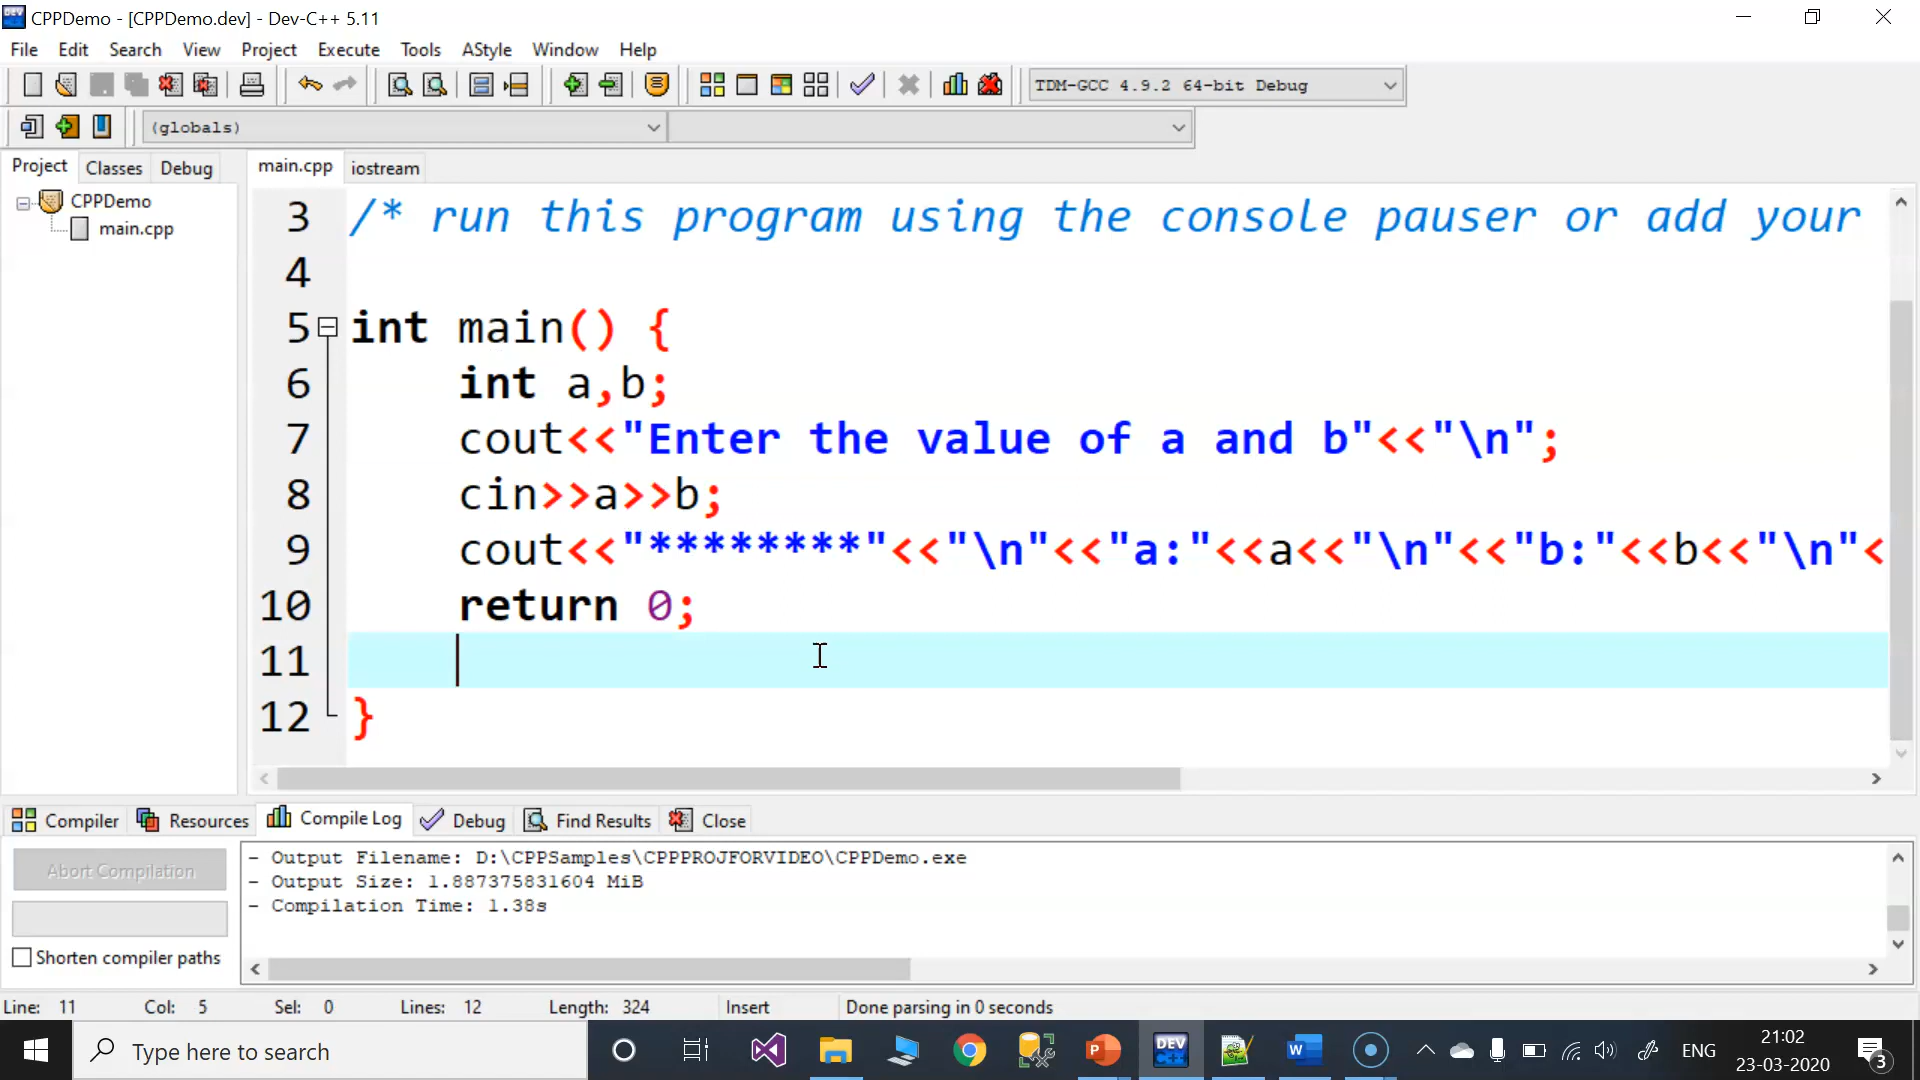 CPPDemo - [CPPDemo.dev] - Dev-C++ 5.11
File Edit Search View Project Execute Tools AStyle Window Help
TDM-GCC 4.9.2 64-bit Debug
(globals)
Project Classes Debug
main.cpp iostream
CPPDemo
main.cpp
3 /* run this program using the console pauser or add your
4
5 int main() {
6 int a,b;
7 cout<<"Enter the value of a and b"<<"\n";
8 cin>>a>>b;
9 cout<<"********"<<"\n"<<"a:"<<a<<"\n"<<"b:"<<b<<"\n"<
10 return 0;
11
12 }
Compiler Resources Compile Log Debug Find Results Close
Abort Compilation
Shorten compiler paths
- Output Filename: D:\CPPSamples\CPPPROJFORVIDEO\CPPDemo.exe
- Output Size: 1.887375831604 MiB
- Compilation Time: 1.38s
Line: 11 Col: 5 Sel: 0 Lines: 12 Length: 324 Insert Done parsing in 0 seconds
Type here to search
P
DEV
C++
W
ENG
21:02
23-03-2020
3